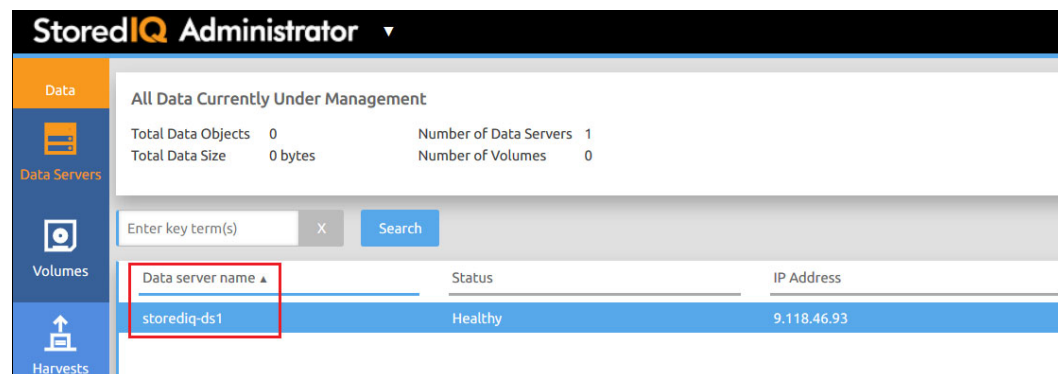 StoredIQ Administrator ▼
Data
Data Servers
Volumes
Harvests
All Data Currently Under Management
Total Data Objects 0 Number of Data Servers 1
Total Data Size 0 bytes Number of Volumes 0
Enter key term(s) X Search
Data server name ▲ Status IP Address
storediq-ds1 Healthy 9.118.46.93